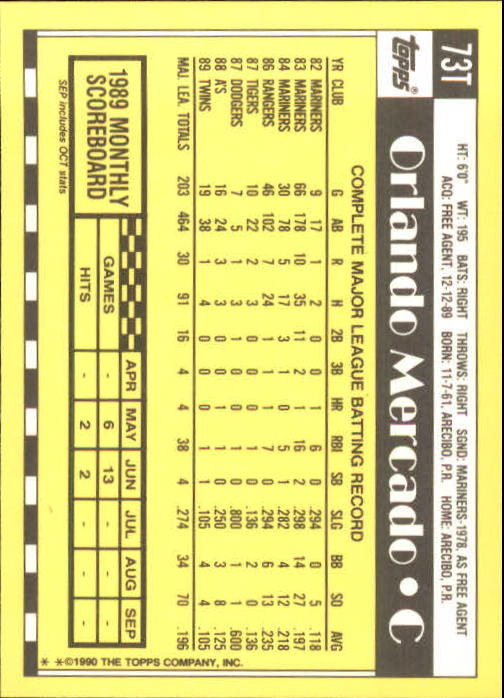 73T
topps®
HT: 6'0" WT: 195 BATS: RIGHT THROWS: RIGHT SGND: MARINERS-1978, AS FREE AGENT
ACQ: FREE AGENT, 12-12-89 BORN: 11-7-61, ARECIBO, P.R. HOME: ARECIBO, P.R.
Orlando Mercado • C
COMPLETE MAJOR LEAGUE BATTING RECORD
YR CLUB G AB R H 2B 3B HR RBI SB SLG BB SO AVG
82 MARINERS 9 17 1 2 0 0 1 6 0 .294 0 5 .118
83 MARINERS 66 178 10 35 11 2 1 16 2 .298 14 27 .197
84 MARINERS 30 78 5 17 3 1 0 5 1 .282 4 12 .218
86 RANGERS 46 102 7 24 1 1 1 7 0 .294 6 13 .235
87 TIGERS 10 22 2 3 0 0 0 1 0 .136 2 0 .136
87 DODGERS 7 5 1 3 1 0 0 1 0 .800 1 1 .600
88 A'S 16 24 3 3 0 0 1 1 0 .250 3 8 .125
89 TWINS 19 38 1 4 0 0 0 1 1 .105 4 4 .105
MAJ. LEA. TOTALS 203 464 30 91 16 4 4 38 4 .274 34 70 .196
1989 MONTHLY SCOREBOARD
SEP includes OCT stats
APR MAY JUN JUL AUG SEP
GAMES - 6 13 - - -
HITS - 2 2 - - -
* *©1990 THE TOPPS COMPANY, INC.